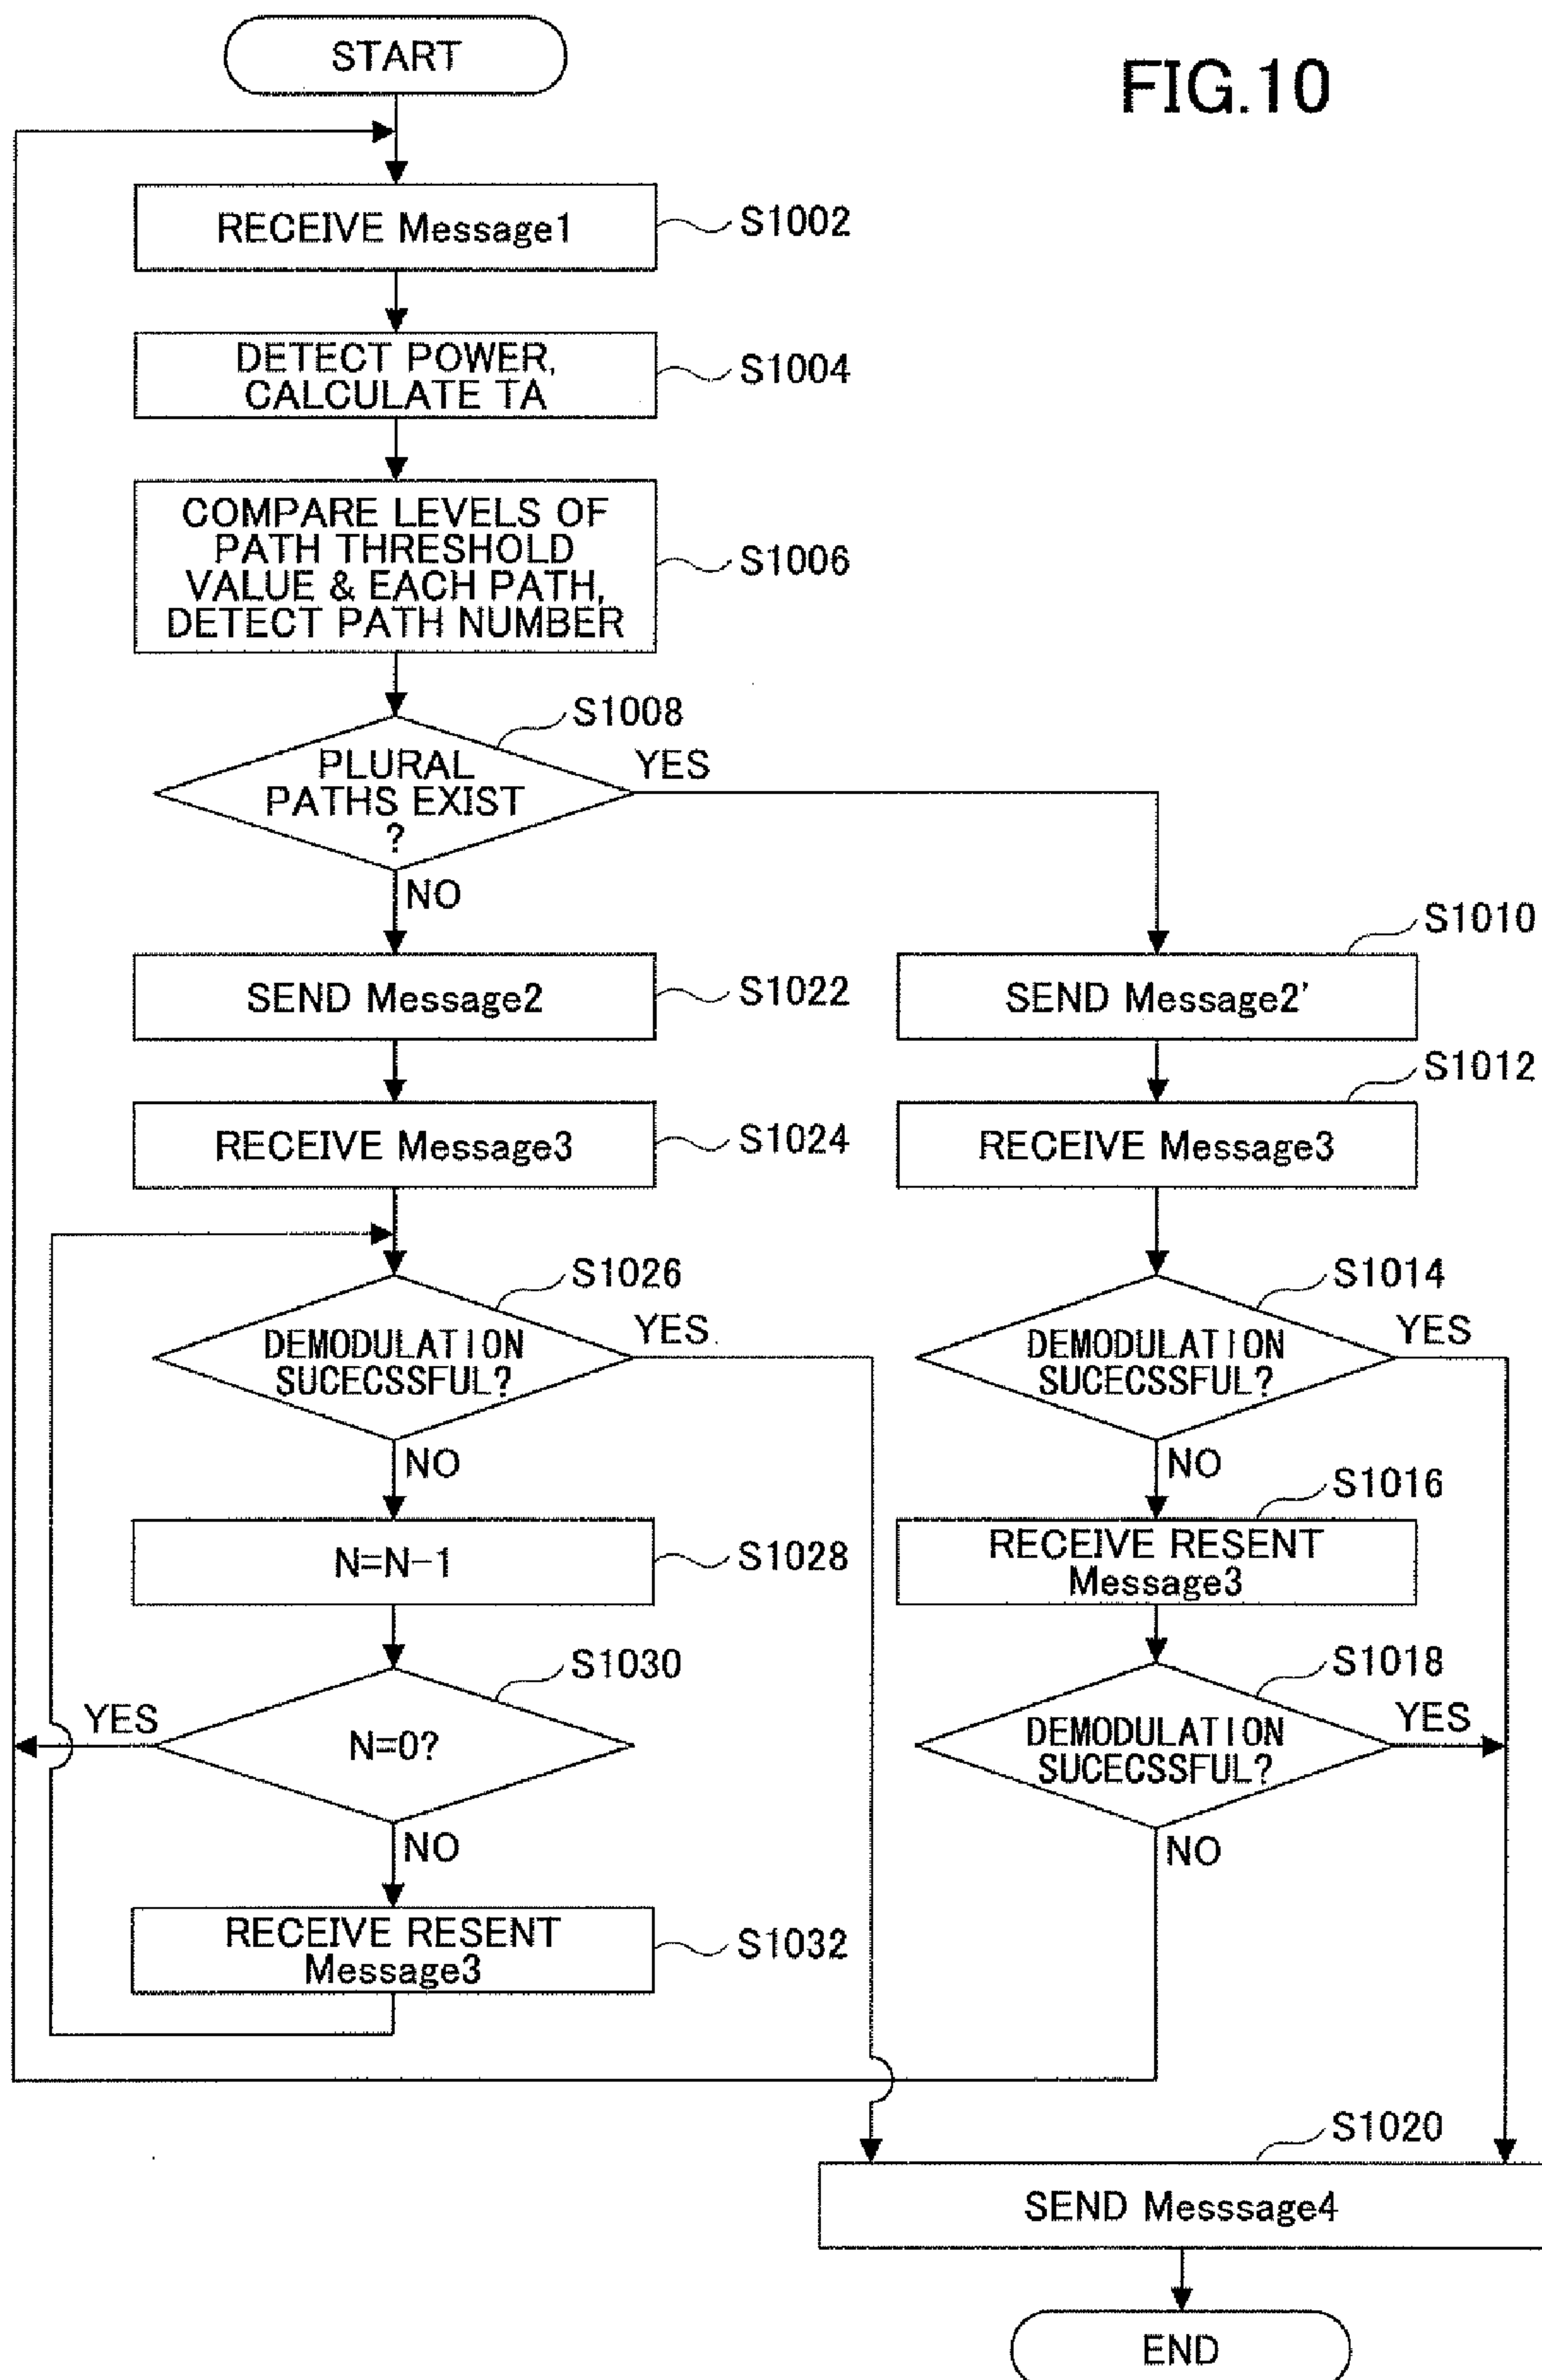 START
FIG.10
RECEIVE Message1
S1002
DETECT POWER,
CALCULATE TA
S1004
COMPARE LEVELS OF
PATH THRESHOLD
VALUE & EACH PATH,
DETECT PATH NUMBER
S1006
S1008
PLURAL
PATHS EXIST
?
YES
NO
SEND Message2
S1022
S1010
SEND Message2'
RECEIVE Message3
S1024
S1012
RECEIVE Message3
S1026
DEMODULATION
SUCECSSFUL?
YES
NO
S1014
DEMODULATION
SUCECSSFUL?
YES
NO
N=N-1
S1028
S1016
RECEIVE RESENT
Message3
S1030
N=0?
YES
NO
S1018
DEMODULATION
SUCECSSFUL?
YES
NO
RECEIVE RESENT
Message3
S1032
S1020
SEND Messsage4
END